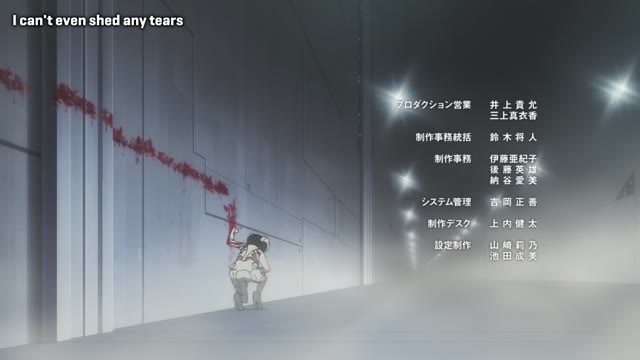 I can't even shed any tears
プロダクション営業 井上貴允
三上真衣香
制作事務統括 鈴木将人
制作事務 伊藤亜紀子
後藤英雄
納谷愛美
システム管理 吉岡正善
制作デスク 上内健太
設定制作 山崎莉乃
池田成美